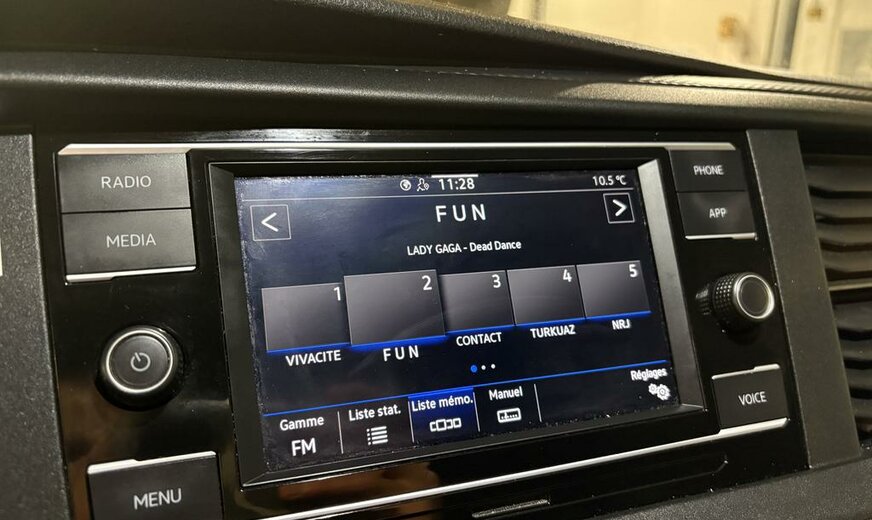 RADIO
MEDIA
MENU
11:28
10.5 °C
<
FUN
>
LADY GAGA - Dead Dance
1
2
3
4
5
VIVACITE
FUN
CONTACT
TURKUAZ
NRJ
Gamme
FM
Liste stat.
Liste mémo.
Manuel
Réglages
PHONE
APP
VOICE